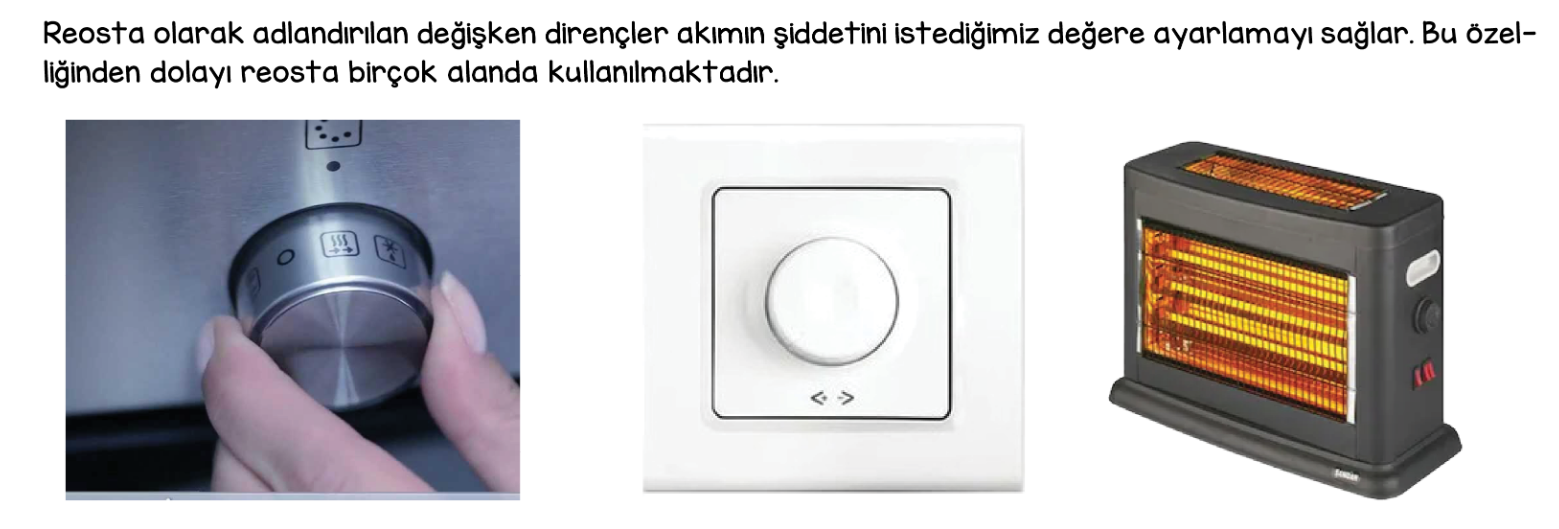 Reosta olarak adlandırılan değişken dirençler akımın şiddetini istediğimiz değere ayarlamayı sağlar. Bu özel-
liğinden dolayı reosta birçok alanda kullanılmaktadır.